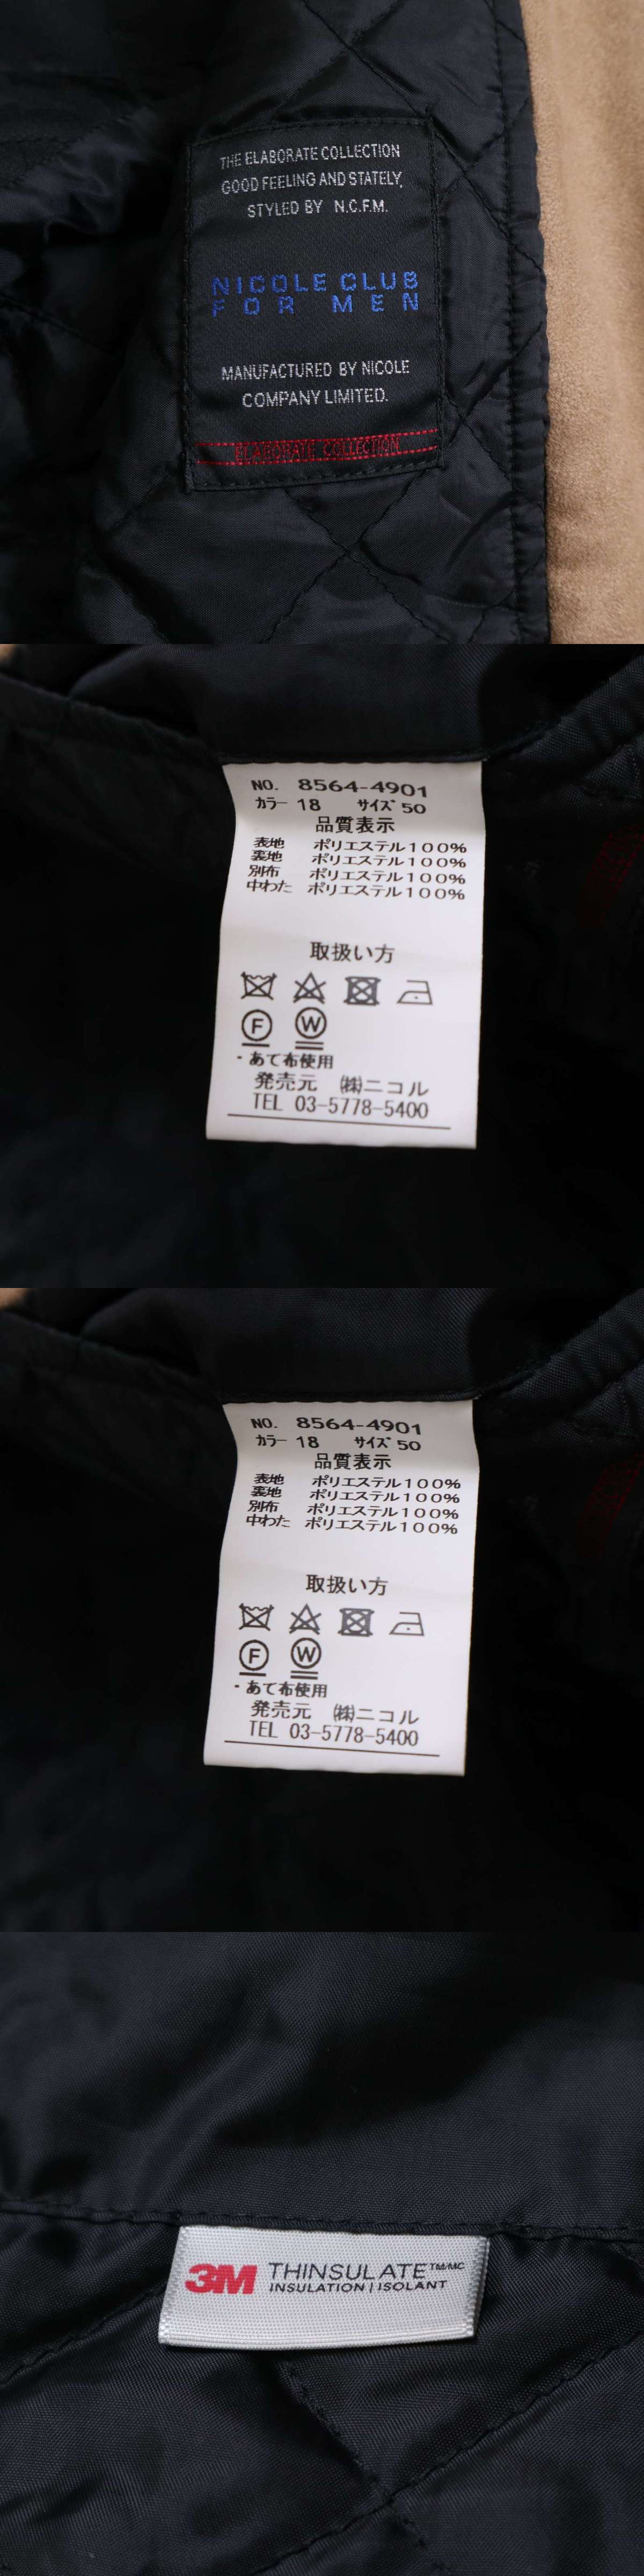 THE ELABORATE COLLECTION
GOOD FEELING AND STATELY,
STYLED BY N.C.F.M.
NICOLE CLUB
FOR MEN
MANUFACTURED BY NICOLE
COMPANY LIMITED.
ELABORATE COLLECTION
NO. 8564-4901
カラー 18 サイズ 50
品質表示
表地 ポリエステル100%
裏地 ポリエステル100%
別布 ポリエステル100%
中わた ポリエステル100%
取扱い方
F W
・あて布使用
発売元 ㈱ニコル
TEL 03-5778-5400
NO. 8564-4901
カラー 18 サイズ 50
品質表示
表地 ポリエステル100%
裏地 ポリエステル100%
別布 ポリエステル100%
中わた ポリエステル100%
取扱い方
F W
・あて布使用
発売元 ㈱ニコル
TEL 03-5778-5400
3M THINSULATE™/MC
INSULATION | ISOLANT